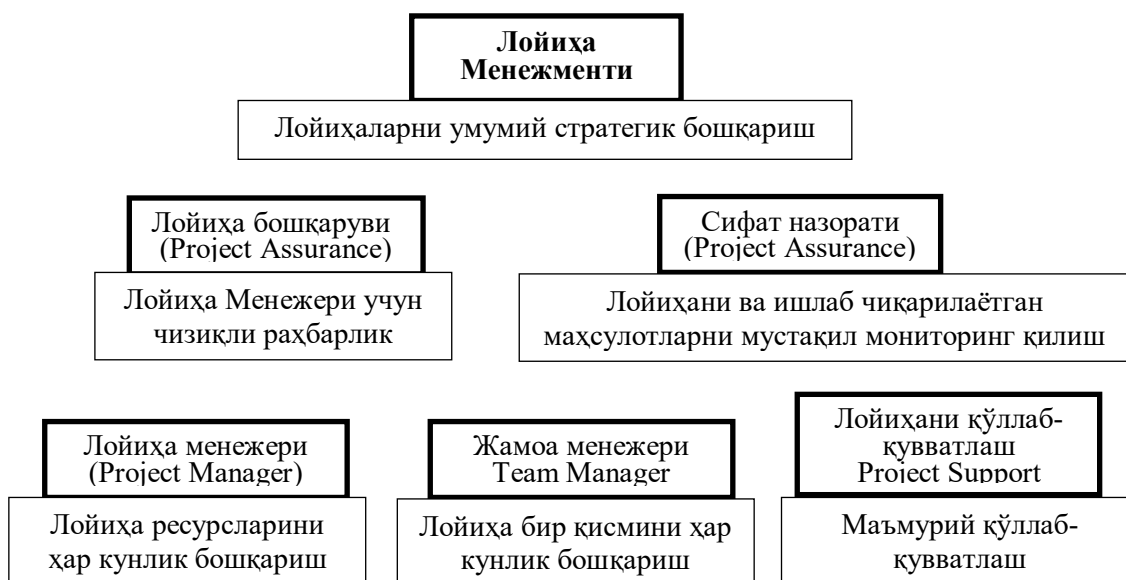 Лойиҳа
Менежменти
Лойиҳаларни умумий стратегик бошқариш
Лойиҳа бошқаруви
(Project Assurance)
Лойиҳа Менежери учун
чизиқли раҳбарлик
Сифат назорати
(Project Assurance)
Лойиҳани ва ишлаб чиқарилаётган
маҳсулотларни мустақил мониторинг қилиш
Лойиҳа менежери
(Project Manager)
Лойиҳа ресурсларини
ҳар кунлик бошқариш
Жамоа менежери
Team Manager
Лойиҳа бир қисмини ҳар
кунлик бошқариш
Лойиҳани қўллаб-
қувватлаш
Project Support
Маъмурий қўллаб-
қувватлаш